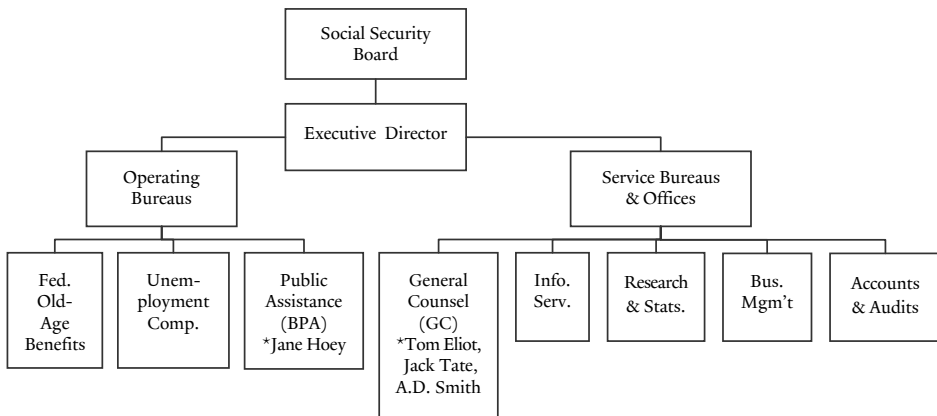 Social Security
Board
Executive Director
Operating
Bureaus
Service Bureaus
& Offices
Fed.
Old-
Age
Benefits
Unem-
ployment
Comp.
Public
Assistance
(BPA)
*Jane Hoey
General
Counsel
(GC)
*Tom Eliot,
Jack Tate,
A.D. Smith
Info.
Serv.
Research
& Stats.
Bus.
Mgm’t
Accounts
& Audits